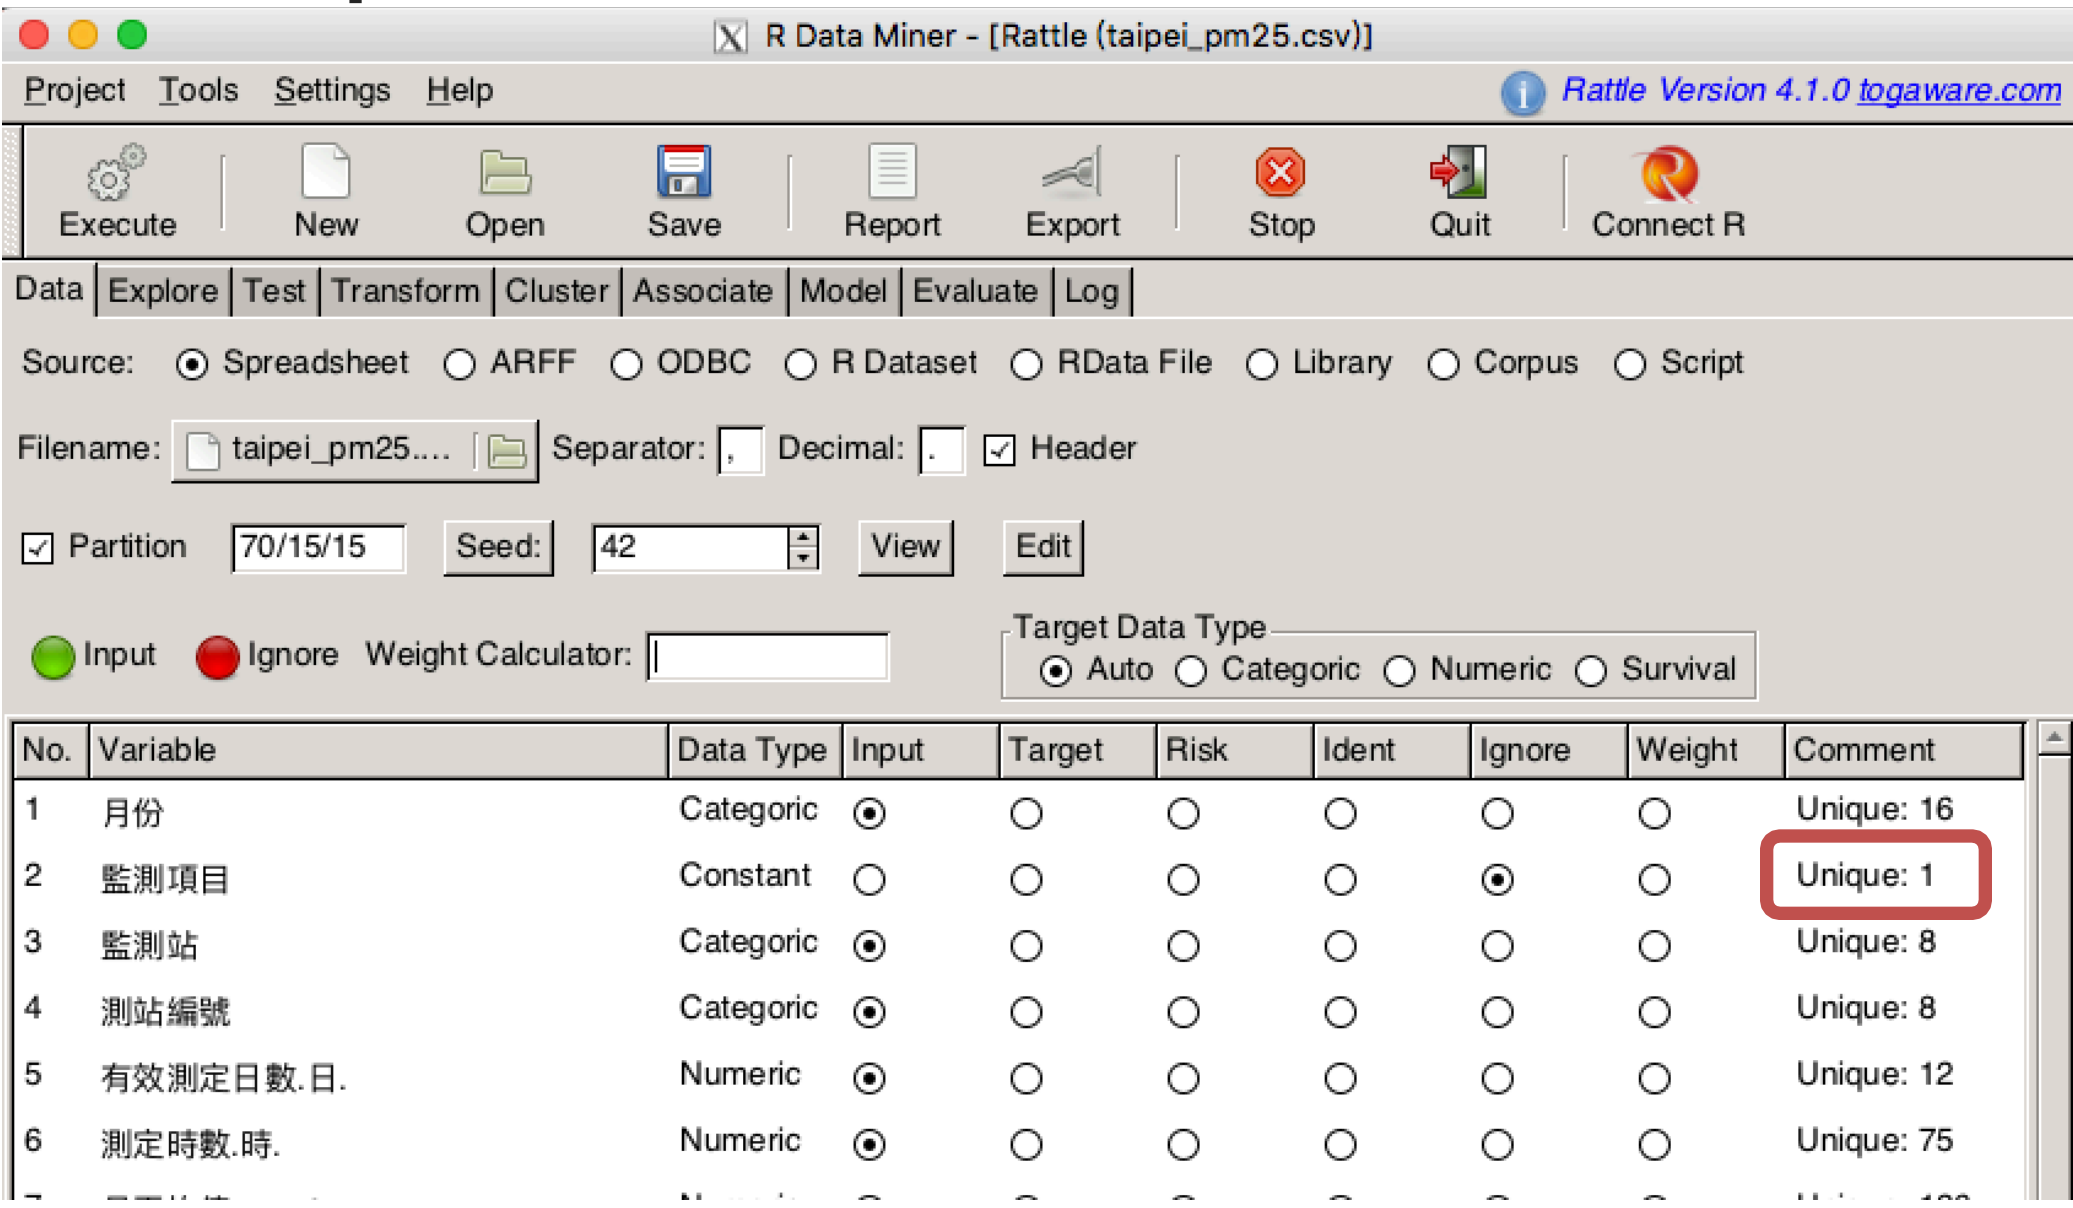 R Data Miner - [Rattle (taipei_pm25.csv)]
Project Tools Settings Help Rattle Version 4.1.0 togaware.com
Execute New Open Save Report Export Stop Quit Connect R
Data Explore Test Transform Cluster Associate Model Evaluate Log
Source: Spreadsheet ARFF ODBC R Dataset RData File Library Corpus Script
Filename: taipei_pm25.... Separator: , Decimal: . Header
Partition 70/15/15 Seed: 42 View Edit
Target Data Type
Input Ignore Weight Calculator: Auto Categoric Numeric Survival
No. Variable Data Type Input Target Risk Ident Ignore Weight Comment
1 月份 Categoric Unique: 16
2 監測項目 Constant Unique: 1
3 監測站 Categoric Unique: 8
4 測站編號 Categoric Unique: 8
5 有效測定日數.日. Numeric Unique: 12
6 測定時數.時. Numeric Unique: 75